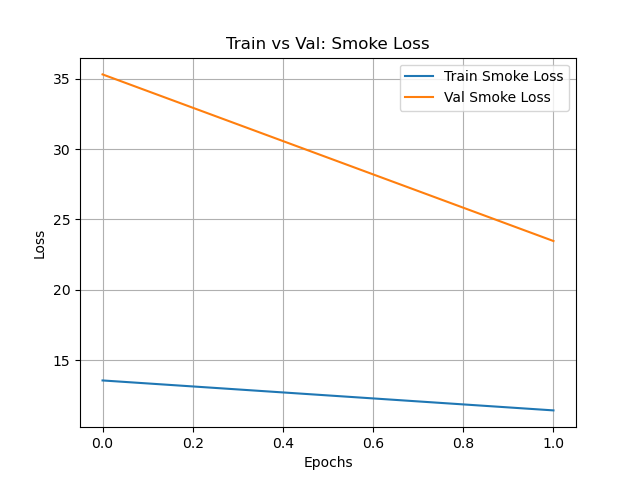 Train vs Val: Smoke Loss
Train Smoke Loss
Val Smoke Loss
Loss
35
30
25
20
15
0.0 0.2 0.4 0.6 0.8 1.0
Epochs